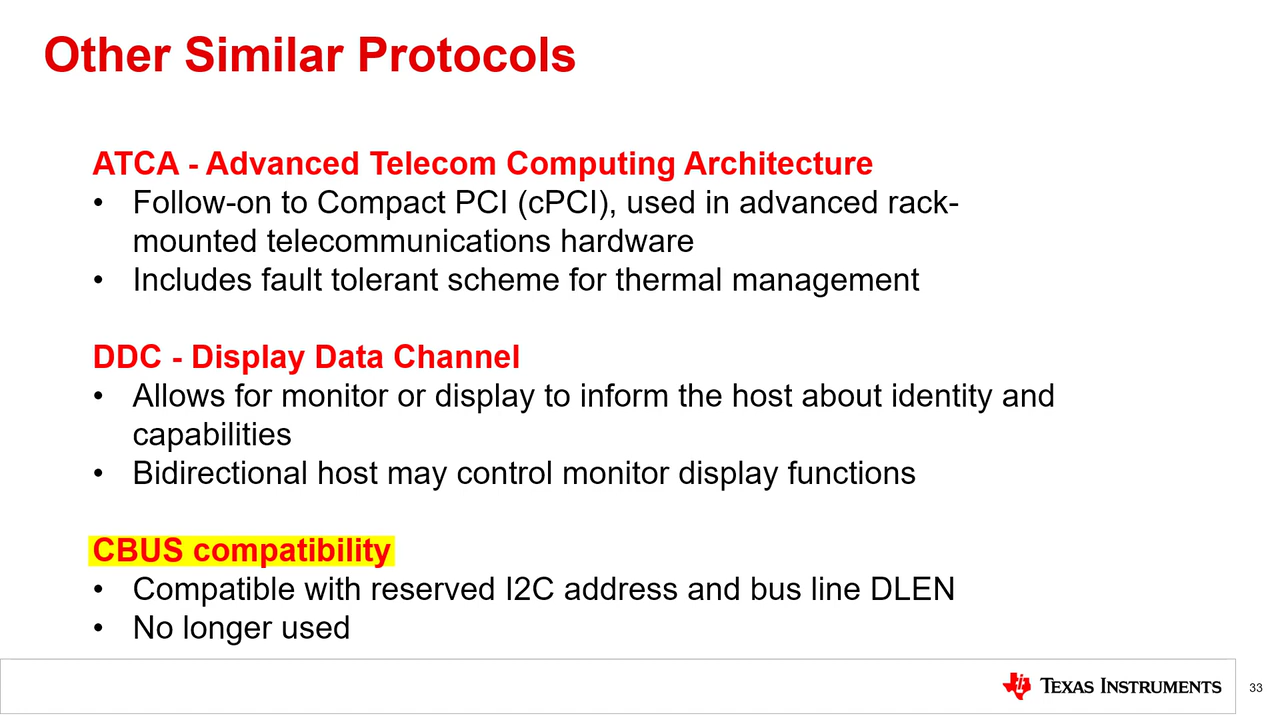 Other Similar Protocols
ATCA - Advanced Telecom Computing Architecture
• Follow-on to Compact PCI (cPCI), used in advanced rack-
mounted telecommunications hardware
• Includes fault tolerant scheme for thermal management
DDC - Display Data Channel
• Allows for monitor or display to inform the host about identity and
capabilities
• Bidirectional host may control monitor display functions
CBUS compatibility
• Compatible with reserved I2C address and bus line DLEN
• No longer used
TEXAS INSTRUMENTS
33